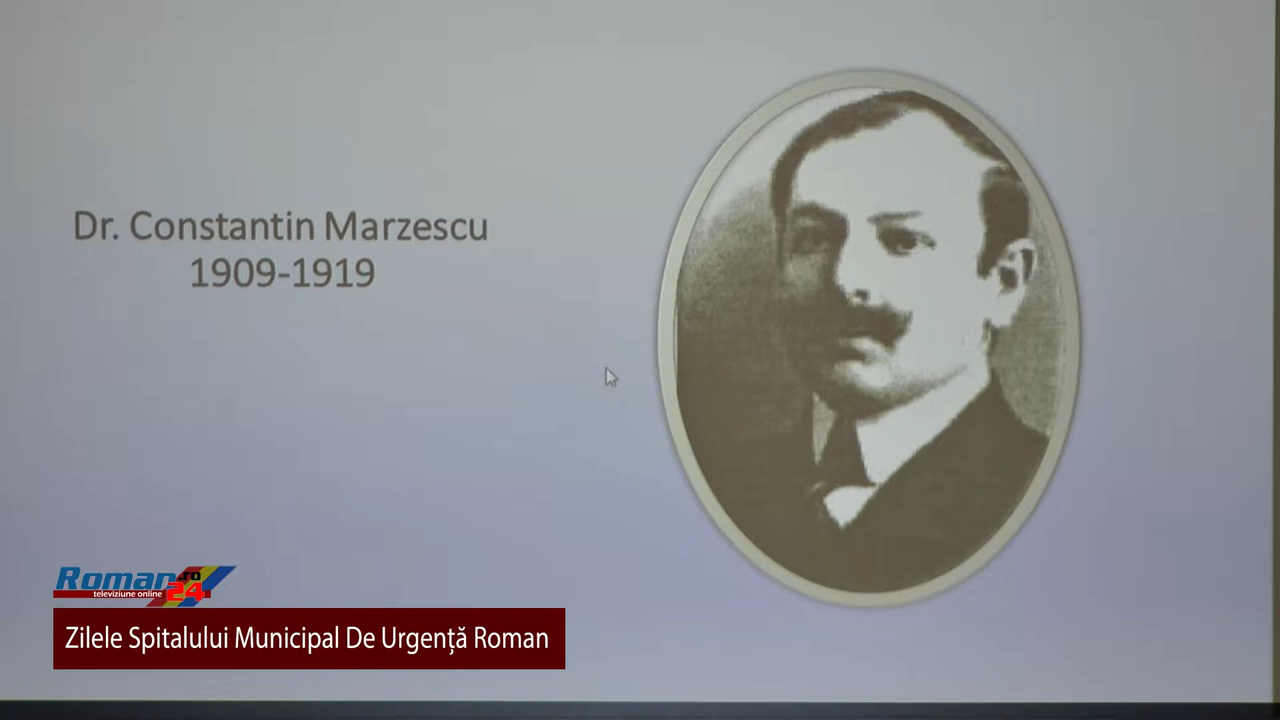 Dr. Constantin Marzescu
1909-1919
Roman .ro
24
televiziune online
Zilele Spitalului Municipal De Urgență Roman